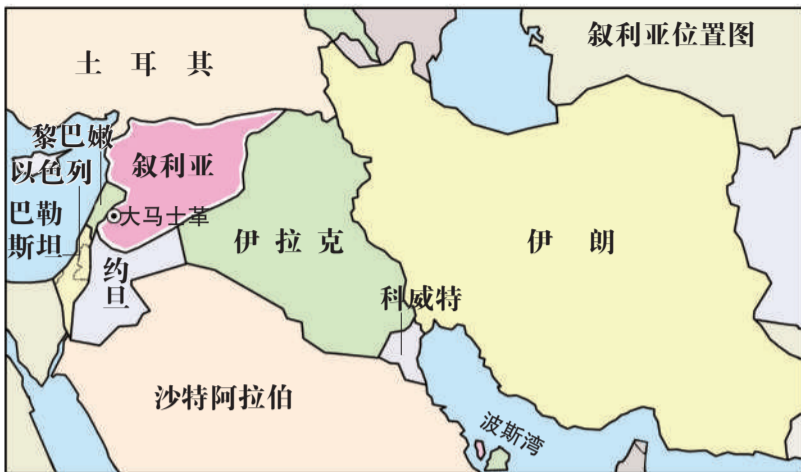 叙利亚位置图
土耳其
黎巴嫩
以色列
叙利亚
巴勒
斯坦
大马士革
伊拉克
伊朗
约
旦
科威特
沙特阿拉伯
波斯湾